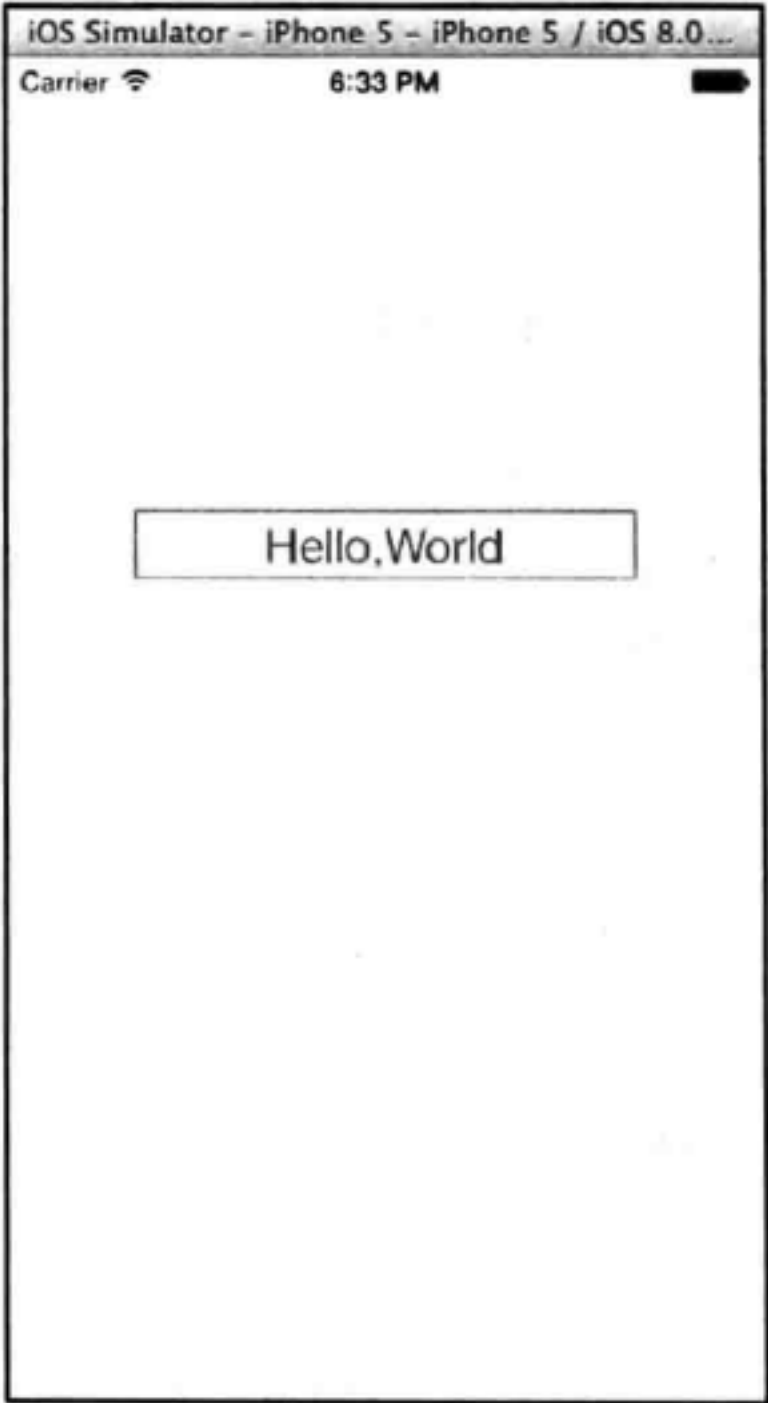 iOS Simulator - iPhone 5 - iPhone 5 / iOS 8.0...
Carrier 6:33 PM
Hello,World